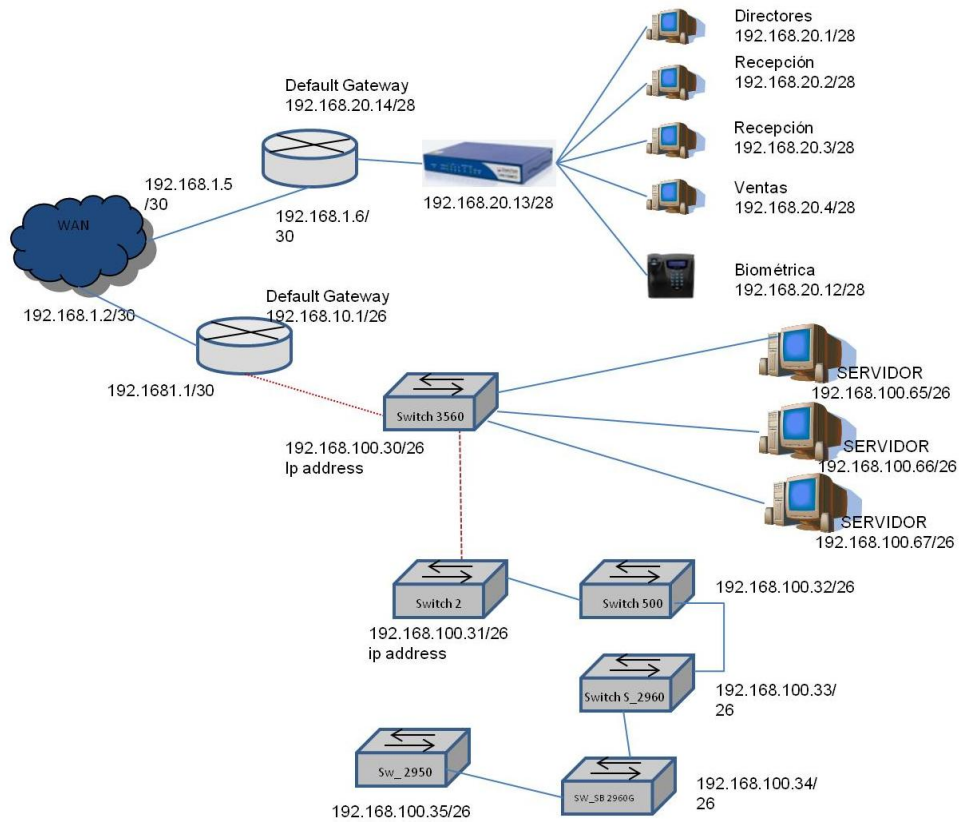 Directores
192.168.20.1/28
Recepción
192.168.20.2/28
Default Gateway
192.168.20.14/28
Recepción
192.168.20.3/28
Ventas
192.168.20.4/28
192.168.1.5
/30
192.168.20.13/28
192.168.1.6/
30
WAN
Biométrica
192.168.20.12/28
Default Gateway
192.168.10.1/26
192.168.1.2/30
192.1681.1/30
Switch 3560
192.168.100.30/26
Ip address
SERVIDOR
192.168.100.65/26
SERVIDOR
192.168.100.66/26
SERVIDOR
192.168.100.67/26
Switch 2
192.168.100.31/26
ip address
Switch 500
192.168.100.32/26
Switch S_2960
192.168.100.33/
26
Sw_ 2950
192.168.100.35/26
SW_SB 2960G
192.168.100.34/
26